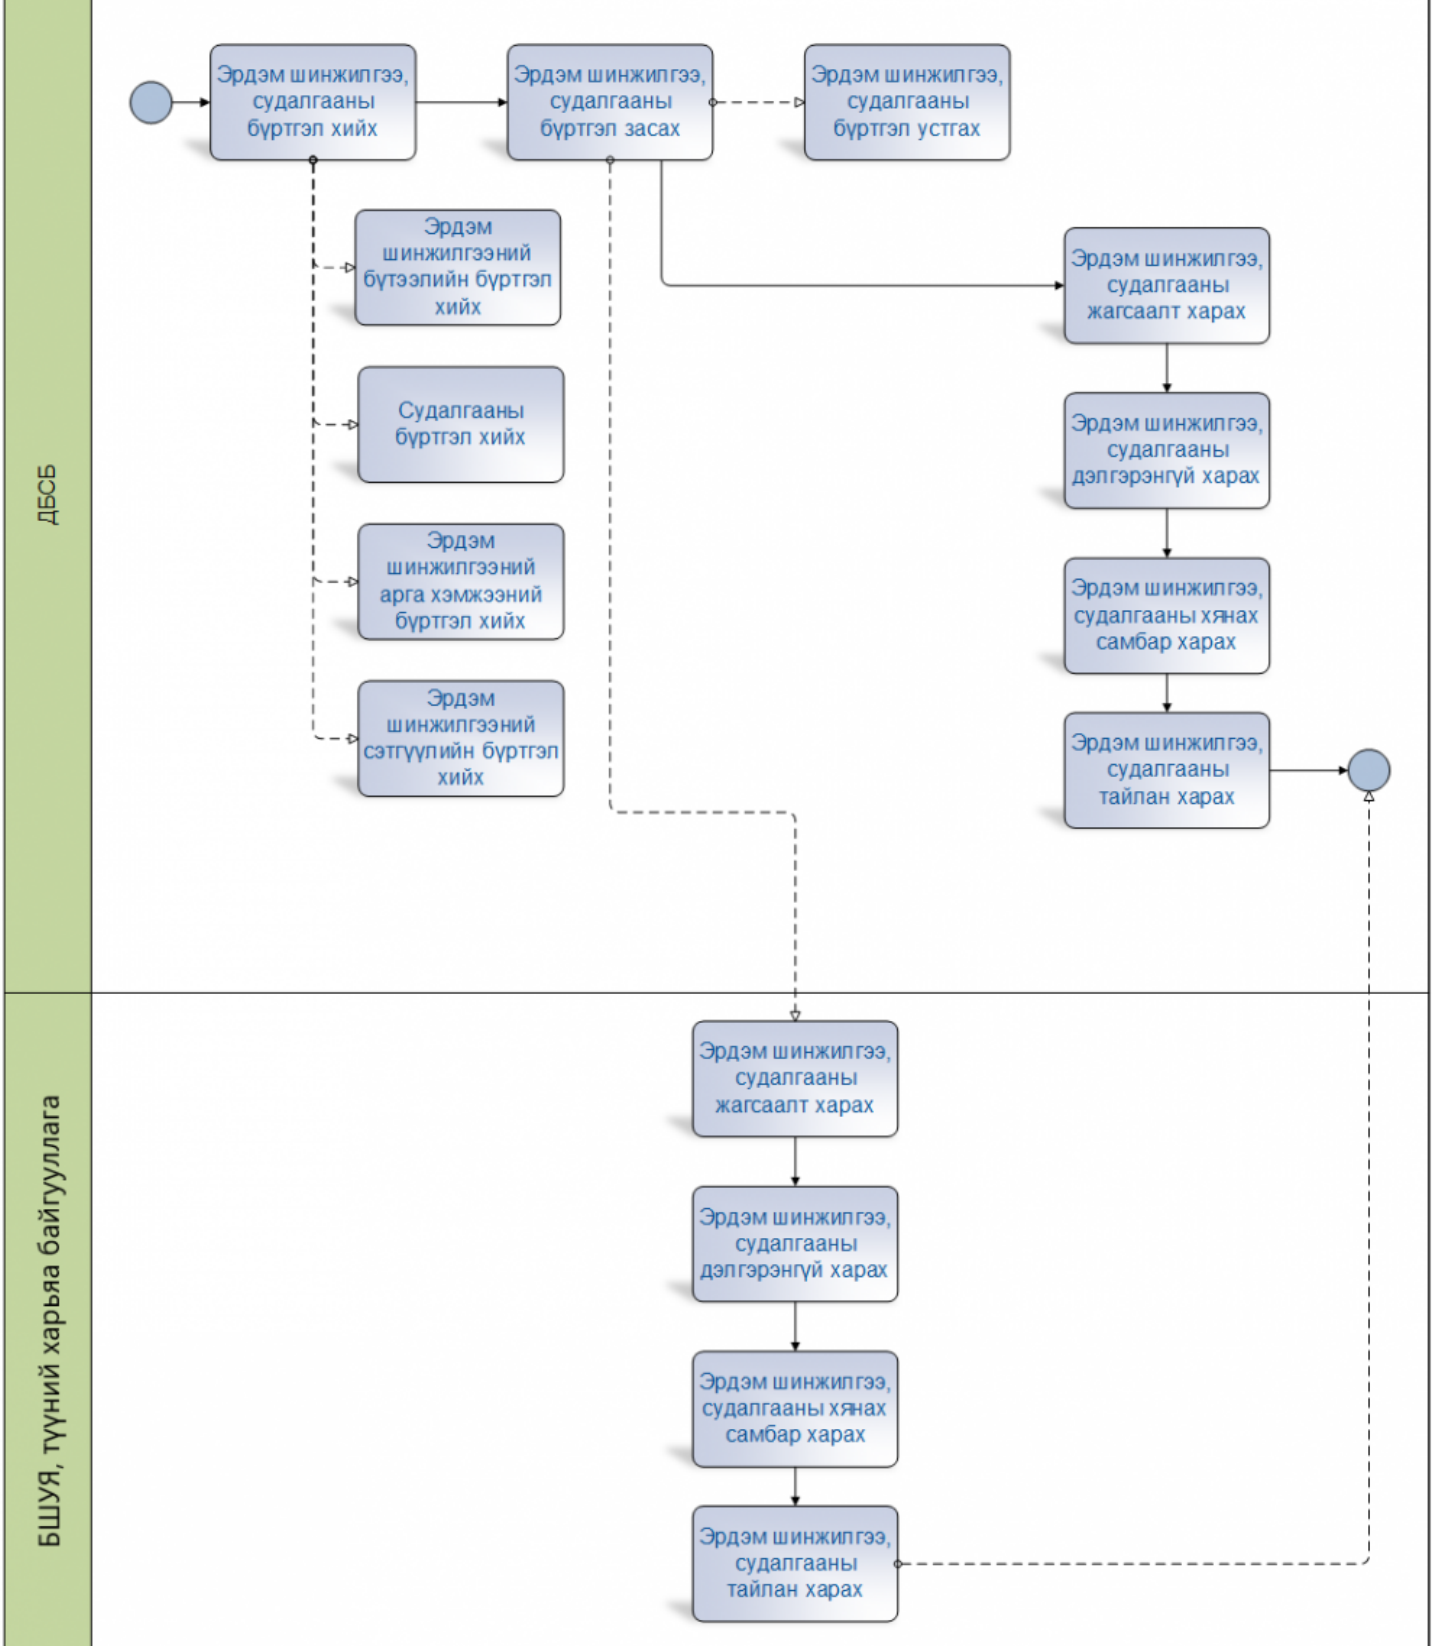 ДБСБ
Эрдэм шинжилгээ,
судалгааны
бүртгэл хийх
Эрдэм шинжилгээ,
судалгааны
бүртгэл засах
Эрдэм шинжилгээ,
судалгааны
бүртгэл устгах
Эрдэм
шинжилгээний
бүтээлийн бүртгэл
хийх
Судалгааны
бүртгэл хийх
Эрдэм
шинжилгээний
арга хэмжээний
бүртгэл хийх
Эрдэм
шинжилгээний
сэтгүүлийн бүртгэл
хийх
Эрдэм шинжилгээ,
судалгааны
жагсаалт харах
Эрдэм шинжилгээ,
судалгааны
дэлгэрэнгүй харах
Эрдэм шинжилгээ,
судалгааны хянах
самбар харах
Эрдэм шинжилгээ,
судалгааны
тайлан харах
БШУЯ, түүний харьяа байгууллага
Эрдэм шинжилгээ,
судалгааны
жагсаалт харах
Эрдэм шинжилгээ,
судалгааны
дэлгэрэнгүй харах
Эрдэм шинжилгээ,
судалгааны хянах
самбар харах
Эрдэм шинжилгээ,
судалгааны
тайлан харах